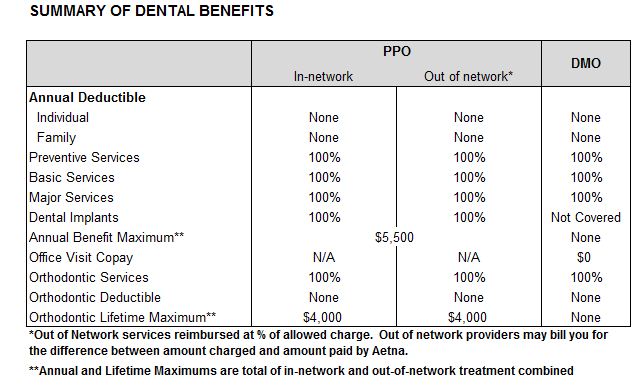 SUMMARY OF DENTAL BENEFITS
PPO DMO
In-network Out of network*
Annual Deductible
Individual None None None
Family None None None
Preventive Services 100% 100% 100%
Basic Services 100% 100% 100%
Major Services 100% 100% 100%
Dental Implants 100% 100% Not Covered
Annual Benefit Maximum** $5,500 None
Office Visit Copay N/A N/A $0
Orthodontic Services 100% 100% 100%
Orthodontic Deductible None None None
Orthodontic Lifetime Maximum** $4,000 $4,000 None
*Out of Network services reimbursed at % of allowed charge. Out of network providers may bill you for
the difference between amount charged and amount paid by Aetna.
**Annual and Lifetime Maximums are total of in-network and out-of-network treatment combined